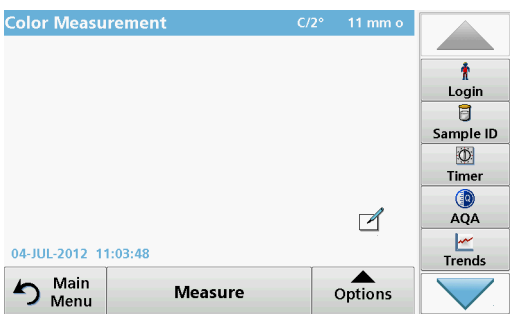 Color Measurement C/2° 11 mm o
Login
Sample ID
Timer
AQA
Trends
04-JUL-2012 11:03:48
Main
Menu
Measure
Options